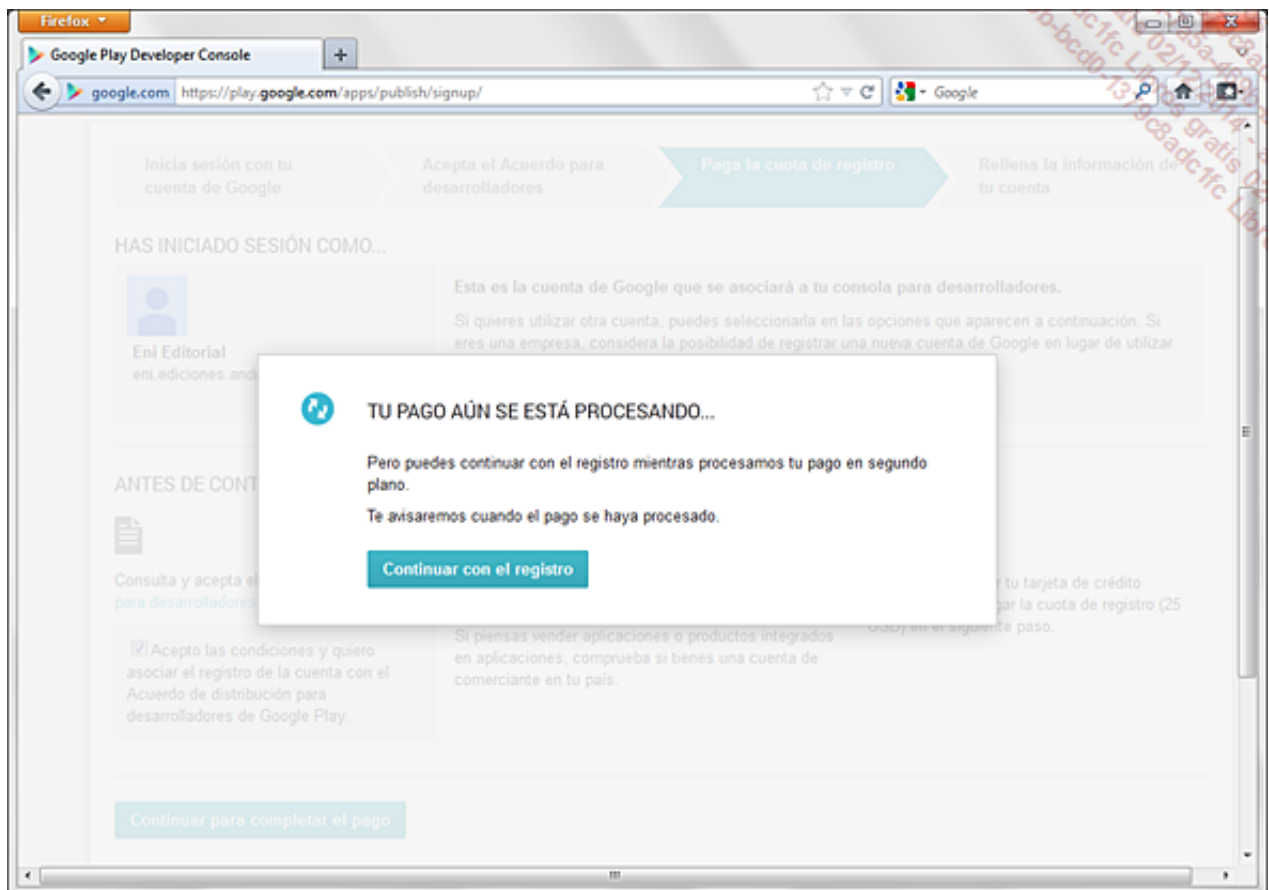 Firefox
Google Play Developer Console
google.com https://play.google.com/apps/publish/signup/
Google
Inicia sesión con tu
cuenta de Google
Acepta el Acuerdo para
desarrolladores
Paga la cuota de registro
Rellena la información de
tu cuenta
HAS INICIADO SESIÓN COMO...
Eni Editorial
eni.ediciones.and
Esta es la cuenta de Google que se asociará a tu consola para desarrolladores.
Si quieres utilizar otra cuenta, puedes seleccionarla en las opciones que aparecen a continuación. Si
eres una empresa, considera la posibilidad de registrar una nueva cuenta de Google en lugar de utilizar
TU PAGO AÚN SE ESTÁ PROCESANDO...
Pero puedes continuar con el registro mientras procesamos tu pago en segundo
plano.
Te avisaremos cuando el pago se haya procesado.
Continuar con el registro
ANTES DE CONT
Consulta y acepta el
para desarrolladores
Acepto las condiciones y quiero
asociar el registro de la cuenta con el
Acuerdo de distribución para
desarrolladores de Google Play.
Si piensas vender aplicaciones o productos integrados
en aplicaciones, comprueba si tienes una cuenta de
comerciante en tu país.
tu tarjeta de crédito
la cuota de registro (25
USD) en el siguiente paso.
Continuar para completar el pago